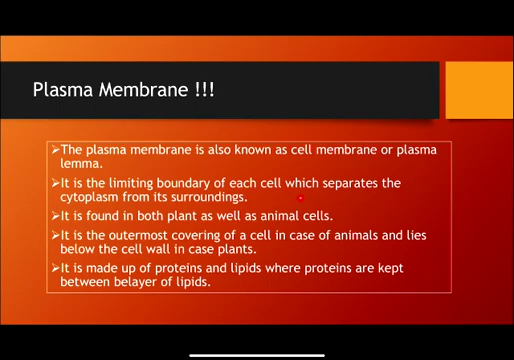 Plasma Membrane !!!
➢The plasma membrane is also known as cell membrane or plasma
lemma.
➢It is the limiting boundary of each cell which separates the
cytoplasm from its surroundings.
➢It is found in both plant as well as animal cells.
➢It is the outermost covering of a cell in case of animals and lies
below the cell wall in case plants.
➢It is made up of proteins and lipids where proteins are kept
between belayer of lipids.